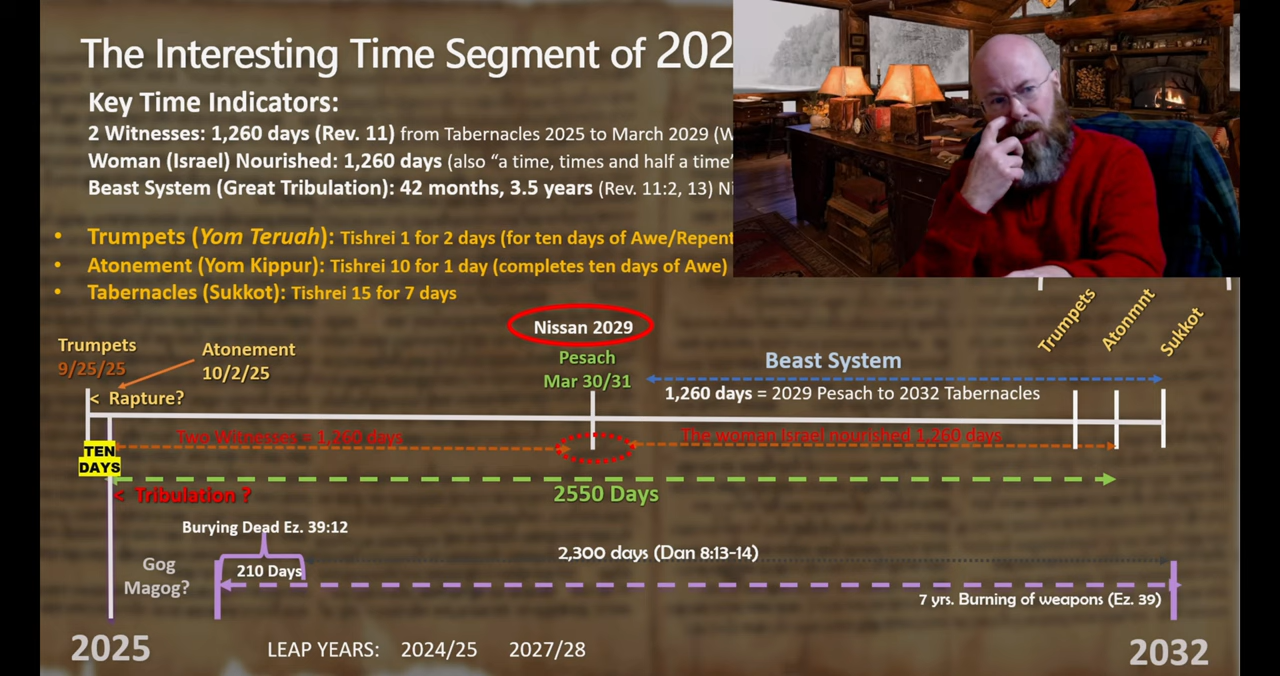 The Interesting Time Segment of 202
Key Time Indicators:
2 Witnesses: 1,260 days (Rev. 11) from Tabernacles 2025 to March 2029 (W
Woman (Israel) Nourished: 1,260 days (also “a time, times and half a time”
Beast System (Great Tribulation): 42 months, 3.5 years (Rev. 11:2, 13) Ni
• Trumpets (Yom Teruah): Tishrei 1 for 2 days (for ten days of Awe/Repent
• Atonement (Yom Kippur): Tishrei 10 for 1 day (completes ten days of Awe)
• Tabernacles (Sukkot): Tishrei 15 for 7 days
Trumpets
Atonmnt
Sukkot
Nissan 2029
Trumpets
9/25/25
Atonement
10/2/25
Pesach
Mar 30/31
Beast System
< Rapture?
1,260 days = 2029 Pesach to 2032 Tabernacles
Two Witnesses = 1,260 days
The woman Israel nourished 1,260 days
TEN
DAYS
< Tribulation ?
2550 Days
Burying Dead Ez. 39:12
2,300 days (Dan 8:13-14)
Gog
Magog?
210 Days
7 yrs. Burning of weapons (Ez. 39)
2025
LEAP YEARS: 2024/25 2027/28
2032